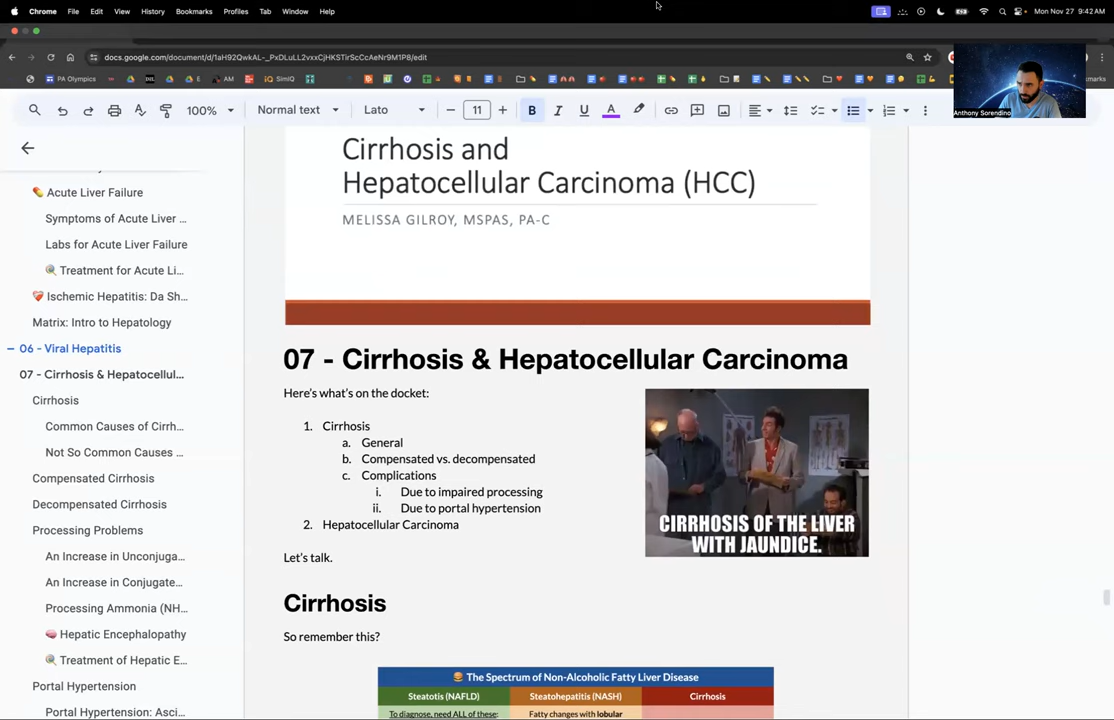 Chrome File Edit View History Bookmarks Profiles Tab Window Help
Mon Nov 27 9:42 AM
docs.google.com/document/d/1aH92QwkAL-_PxDLuLL2vxxCjHKSTirScCcAeNr9M1P8/edit
PA Olympics
AM
SimIQ
Anthony Sorendino
100%
Normal text
Lato
11
Acute Liver Failure
Symptoms of Acute Liver ...
Labs for Acute Liver Failure
Treatment for Acute Li...
Ischemic Hepatitis: Da Sh...
Matrix: Intro to Hepatology
06 - Viral Hepatitis
07 - Cirrhosis & Hepatocellul...
Cirrhosis
Common Causes of Cirrh...
Not So Common Causes ...
Compensated Cirrhosis
Decompensated Cirrhosis
Processing Problems
An Increase in Unconjuga...
An Increase in Conjugate...
Processing Ammonia (NH...
Hepatic Encephalopathy
Treatment of Hepatic E...
Portal Hypertension
Portal Hypertension: Asci...
Cirrhosis and
Hepatocellular Carcinoma (HCC)
MELISSA GILROY, MSPAS, PA-C
07 - Cirrhosis & Hepatocellular Carcinoma
Here's what's on the docket:
1. Cirrhosis
a. General
b. Compensated vs. decompensated
c. Complications
i. Due to impaired processing
ii. Due to portal hypertension
2. Hepatocellular Carcinoma
Let's talk.
CIRRHOSIS OF THE LIVER
WITH JAUNDICE.
Cirrhosis
So remember this?
The Spectrum of Non-Alcoholic Fatty Liver Disease
Steatotis (NAFLD) Steatohepatitis (NASH) Cirrhosis
To diagnose, need ALL of these: Fatty changes with lobular